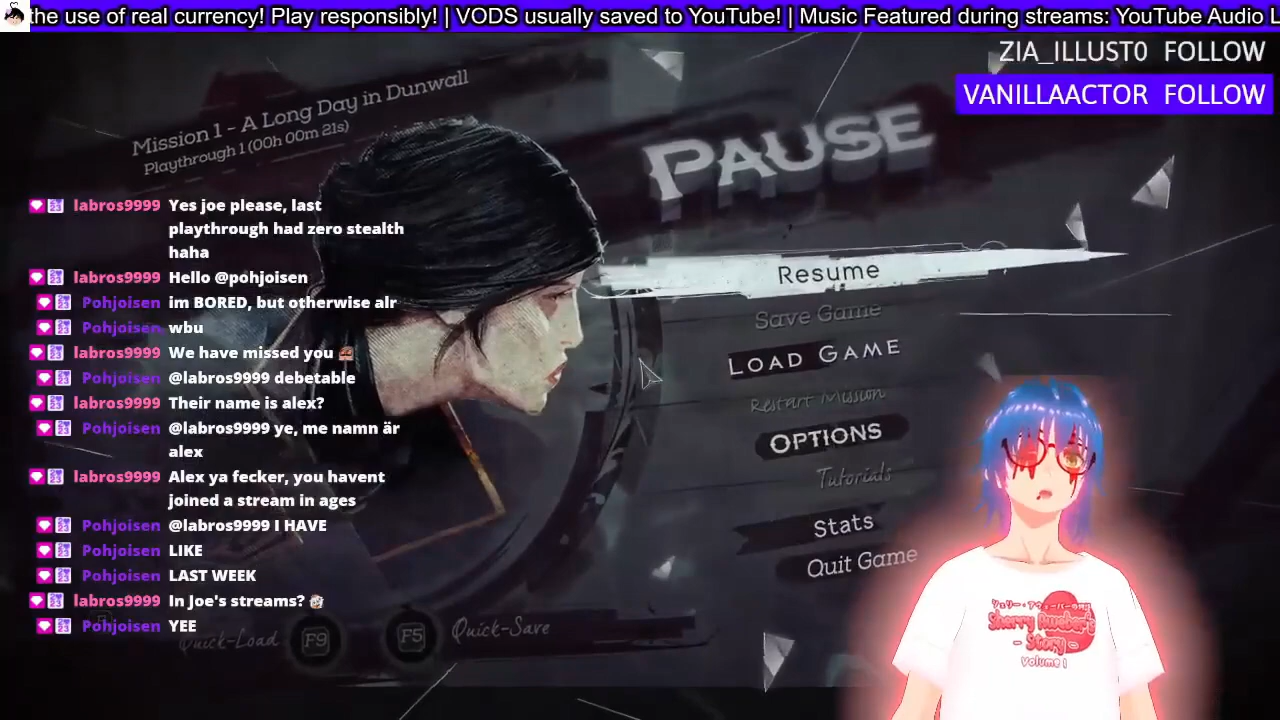 the use of real currency! Play responsibly! | VODS usually saved to YouTube! | Music Featured during streams: YouTube Audio L
ZIA_ILLUST0 FOLLOW
VANILLAACTOR FOLLOW
Mission 1 - A Long Day in Dunwall
Playthrough 1 (00h 00m 21s)
PAUSE
Resume
Save Game
LOAD GAME
Restart Mission
OPTIONS
Tutorials
Stats
Quit Game
Quick-Load F9
F5 Quick-Save
labros9999 Yes joe please, last
playthrough had zero stealth
haha
labros9999 Hello @pohjoisen
Pohjoisen im BORED, but otherwise alr
Pohjoisen wbu
labros9999 We have missed you
Pohjoisen @labros9999 debetable
labros9999 Their name is alex?
Pohjoisen @labros9999 ye, me namn är
alex
labros9999 Alex ya fecker, you havent
joined a stream in ages
Pohjoisen @labros9999 I HAVE
Pohjoisen LIKE
Pohjoisen LAST WEEK
labros9999 In Joe's streams?
Pohjoisen YEE
Sherry Aweber's
- Story -
Volume 1